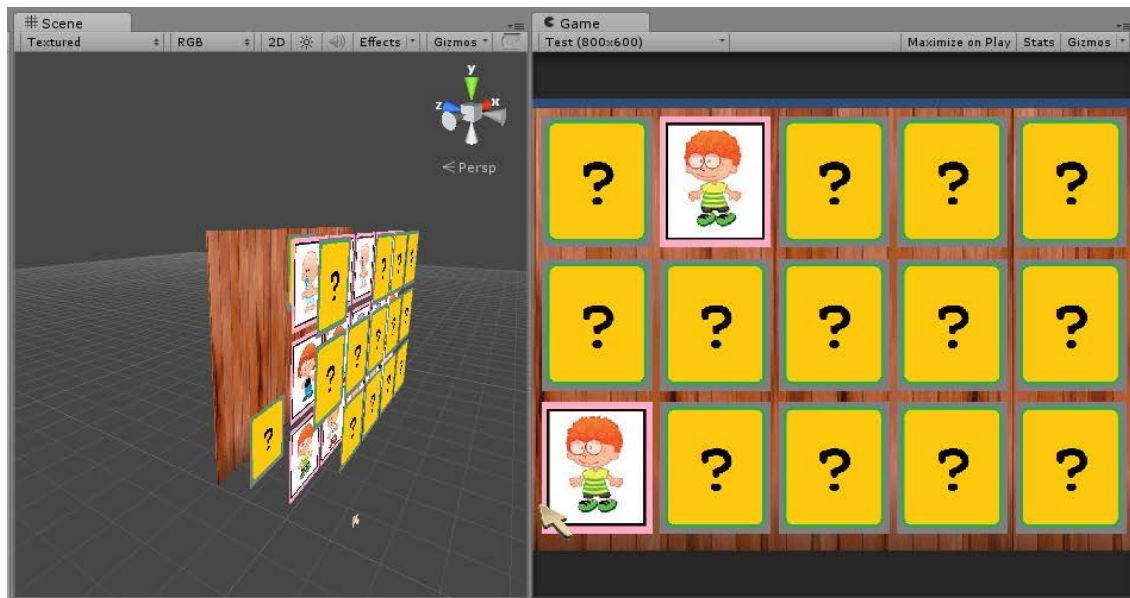 Scene
Textured RGB 2D Effects Gizmos
y
z x
Persp
? ? ? ? ?
? ? ? ?
? ? ? ? ?
Game
Test (800x600) Maximize on Play Stats Gizmos
? ? ? ?
? ? ? ? ?
? ? ? ?